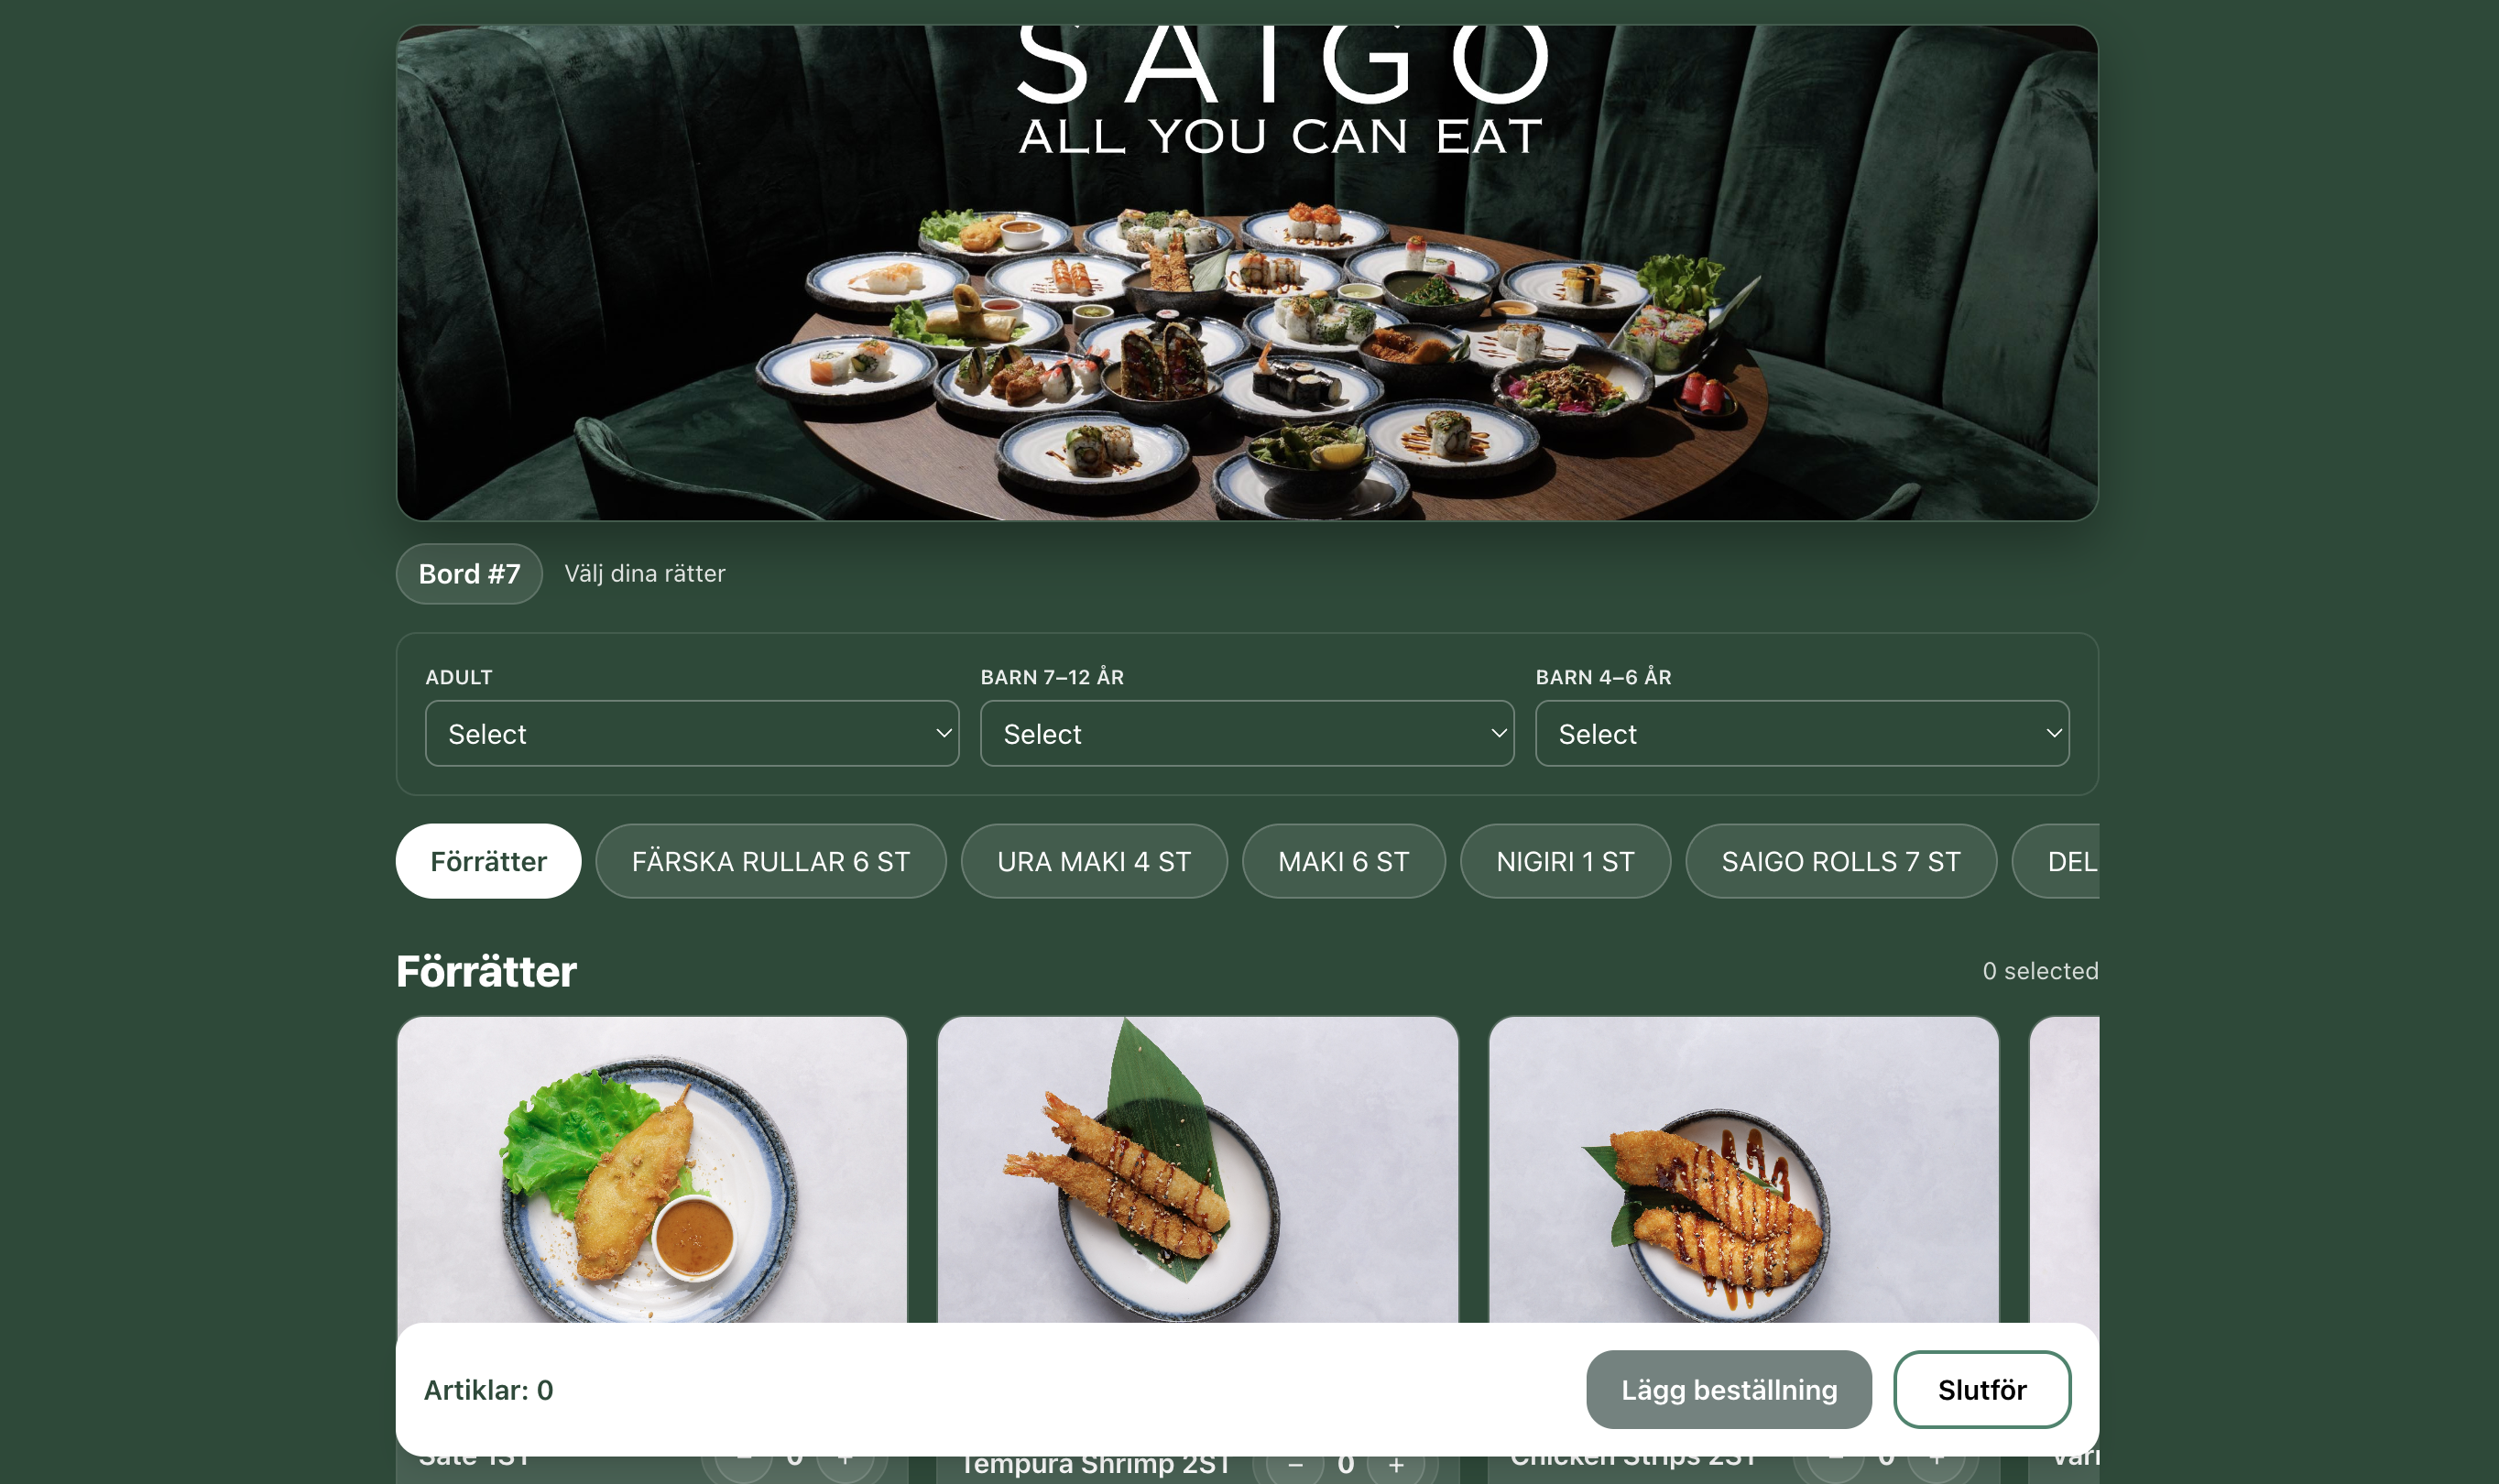 SAIGO
ALL YOU CAN EAT
Bord #7 Välj dina rätter
ADULT BARN 7–12 ÅR BARN 4–6 ÅR
Select Select Select
Förrätter FÄRSKA RULLAR 6 ST URA MAKI 4 ST MAKI 6 ST NIGIRI 1 ST SAIGO ROLLS 7 ST DEL
Förrätter 0 selected
Artiklar: 0 Lägg beställning Slutför
Sate 1ST − 0 + Tempura Shrimp 2ST − 0 + Chicken Strips 2ST − 0 +